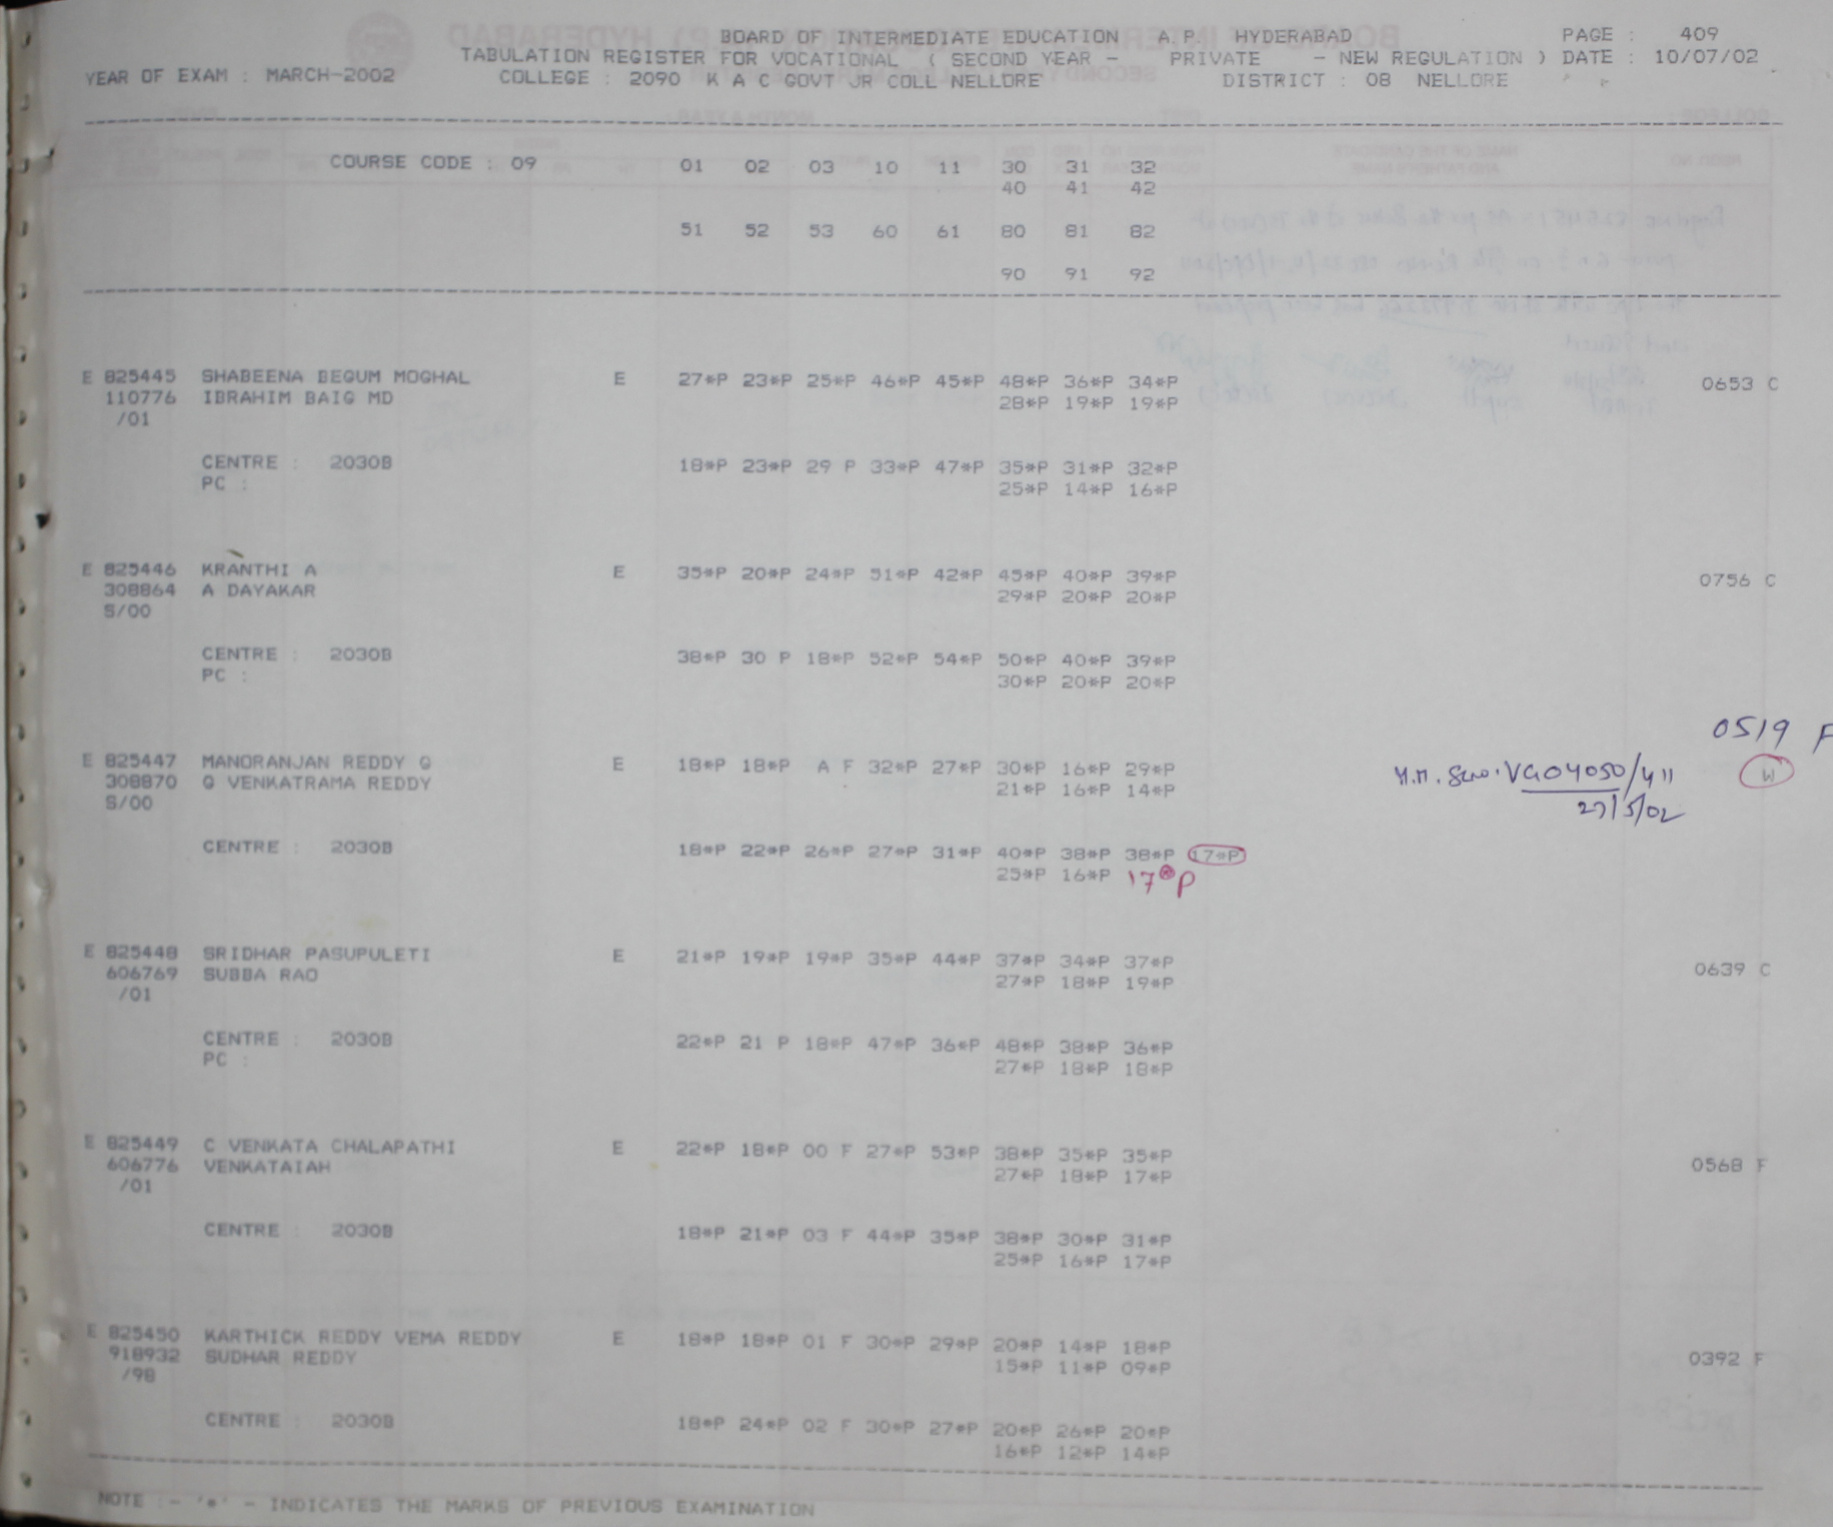 BOARD OF INTERMEDIATE EDUCATION A.P. HYDERABAD PAGE : 409
TABULATION REGISTER FOR VOCATIONAL ( SECOND YEAR - PRIVATE - NEW REGULATION ) DATE : 10/07/02
YEAR OF EXAM : MARCH-2002 COLLEGE : 2090 K A C GOVT JR COLL NELLORE DISTRICT : 08 NELLORE
COURSE CODE : 09 01 02 03 10 11 30 31 32
40 41 42
51 52 53 60 61 80 81 82
90 91 92
E 825445 SHABEENA BEGUM MOGHAL E 27*P 23*P 25*P 46*P 45*P 48*P 36*P 34*P 0653 C
110776 IBRAHIM BAIG MD 28*P 19*P 19*P
/01
CENTRE : 2030B 18*P 23*P 29 P 33*P 47*P 35*P 31*P 32*P
PC : 25*P 14*P 16*P
E 825446 KRANTHI A E 35*P 20*P 24*P 51*P 42*P 45*P 40*P 39*P 0756 C
308864 A DAYAKAR 29*P 20*P 20*P
S/00
CENTRE : 2030B 38*P 30 P 18*P 52*P 54*P 50*P 40*P 39*P
PC : 30*P 20*P 20*P
0519 F
E 825447 MANORANJAN REDDY G E 18*P 18*P A F 32*P 27*P 30*P 16*P 29*P VG04050/411 W
308870 G VENKATRAMA REDDY 21*P 16*P 14*P 27/5/02
S/00
CENTRE : 2030B 18*P 22*P 26*P 27*P 31*P 40*P 38*P 38*P 17*P
25*P 16*P 17*P
E 825448 SRIDHAR PASUPULETI E 21*P 19*P 19*P 35*P 44*P 37*P 34*P 37*P 0639 C
606769 SUBBA RAO 27*P 18*P 19*P
/01
CENTRE : 2030B 22*P 21 P 18*P 47*P 36*P 48*P 38*P 36*P
PC : 27*P 18*P 18*P
E 825449 C VENKATA CHALAPATHI E 22*P 18*P 00 F 27*P 53*P 38*P 35*P 35*P 0568 F
606776 VENKATAIAH 27*P 18*P 17*P
/01
CENTRE : 2030B 18*P 21*P 03 F 44*P 35*P 38*P 30*P 31*P
25*P 16*P 17*P
E 825450 KARTHICK REDDY VEMA REDDY E 18*P 18*P 01 F 30*P 29*P 20*P 14*P 18*P 0392 F
918932 SUDHAR REDDY 15*P 11*P 09*P
/98
CENTRE : 2030B 18*P 24*P 02 F 30*P 27*P 20*P 26*P 20*P
16*P 12*P 14*P
NOTE :- '*' - INDICATES THE MARKS OF PREVIOUS EXAMINATION